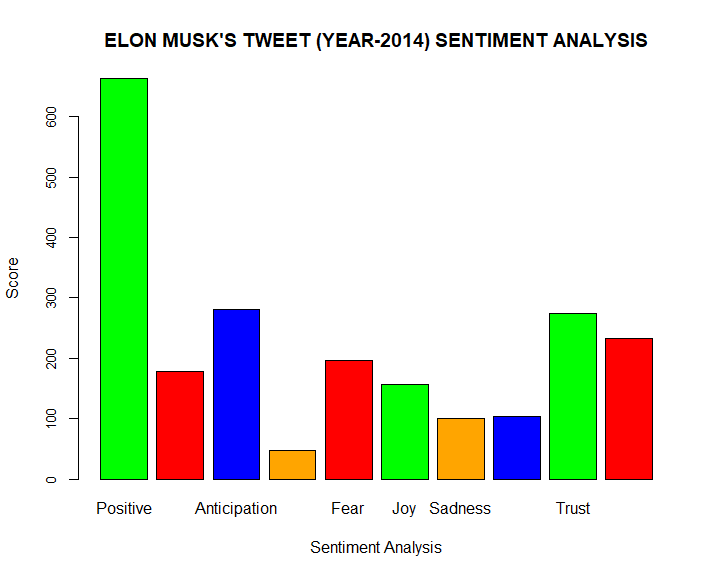 ELON MUSK'S TWEET (YEAR-2014) SENTIMENT ANALYSIS
600
500
400
300
200
100
0
Score
Positive Anticipation Fear Joy Sadness Trust
Sentiment Analysis